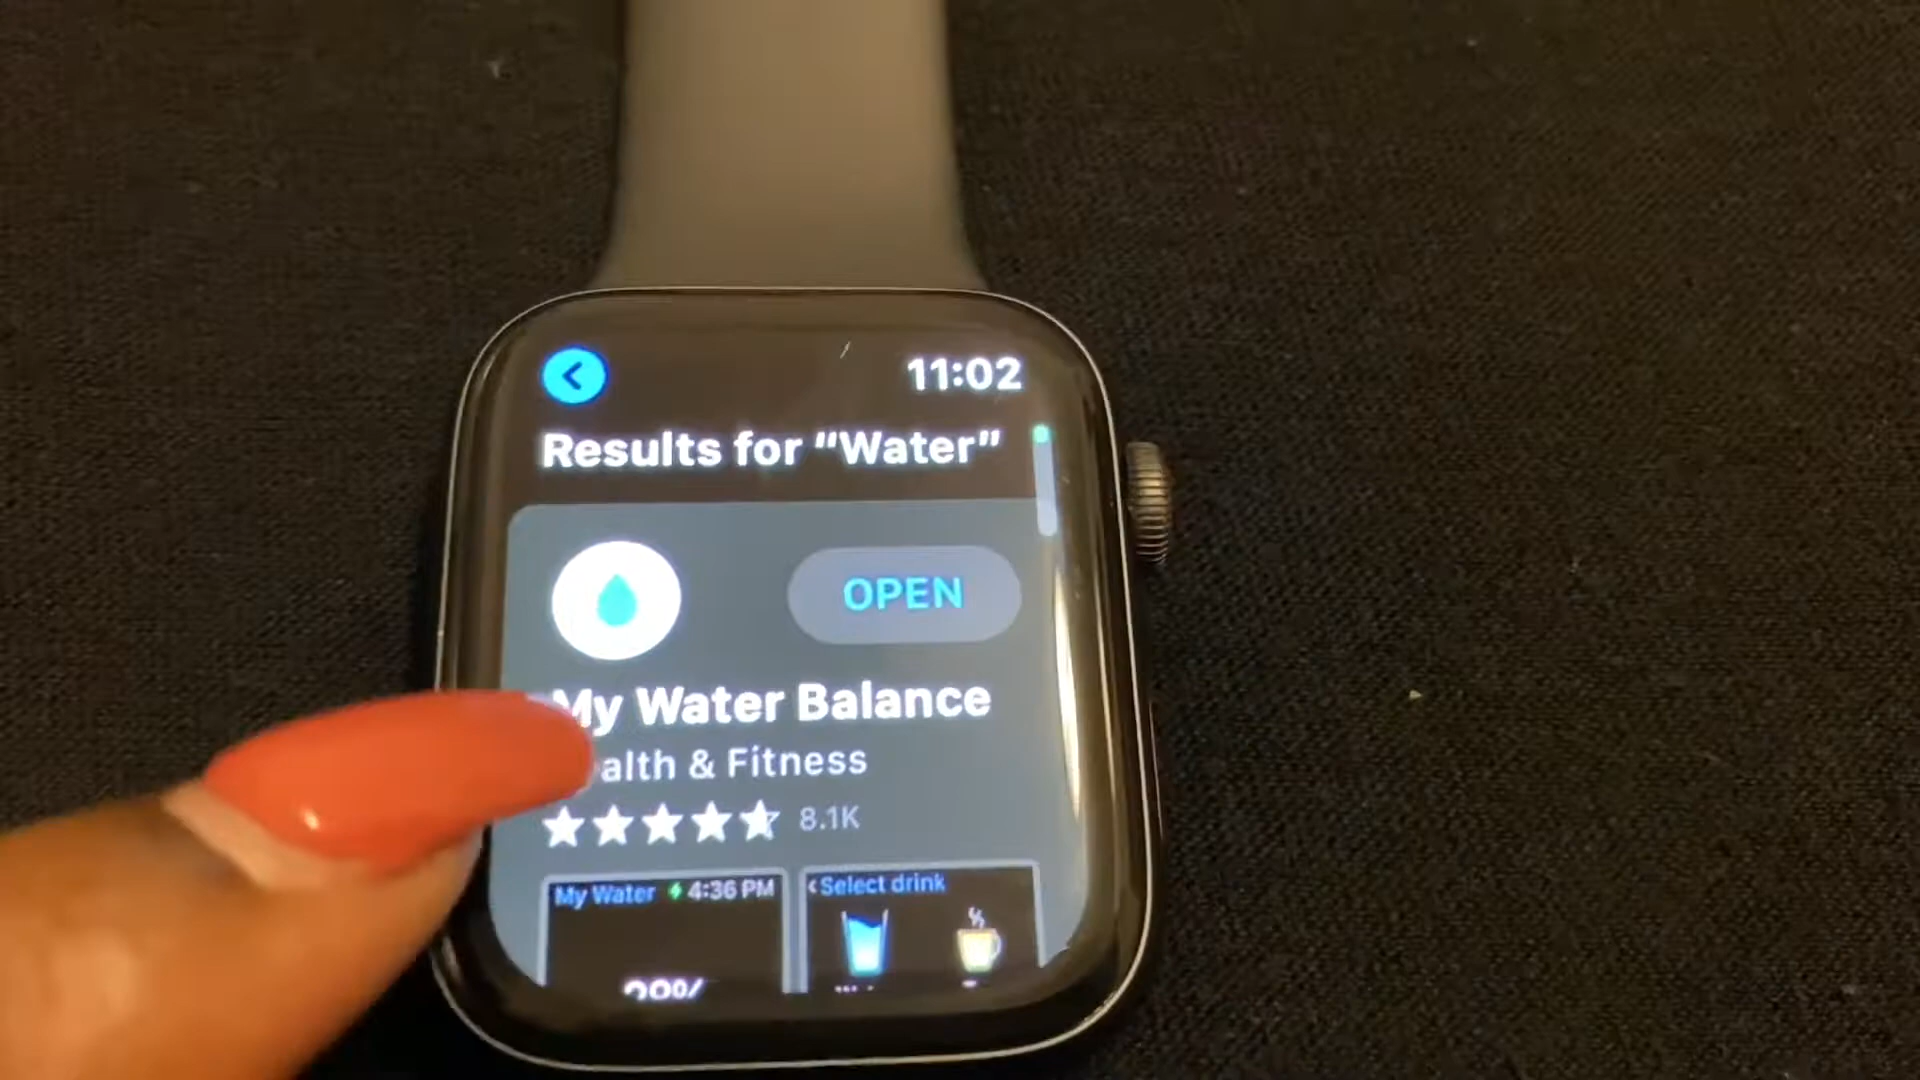 11:02
Results for “Water”
OPEN
My Water Balance
alth & Fitness
8.1K
My Water 4:36 PM
<Select drink